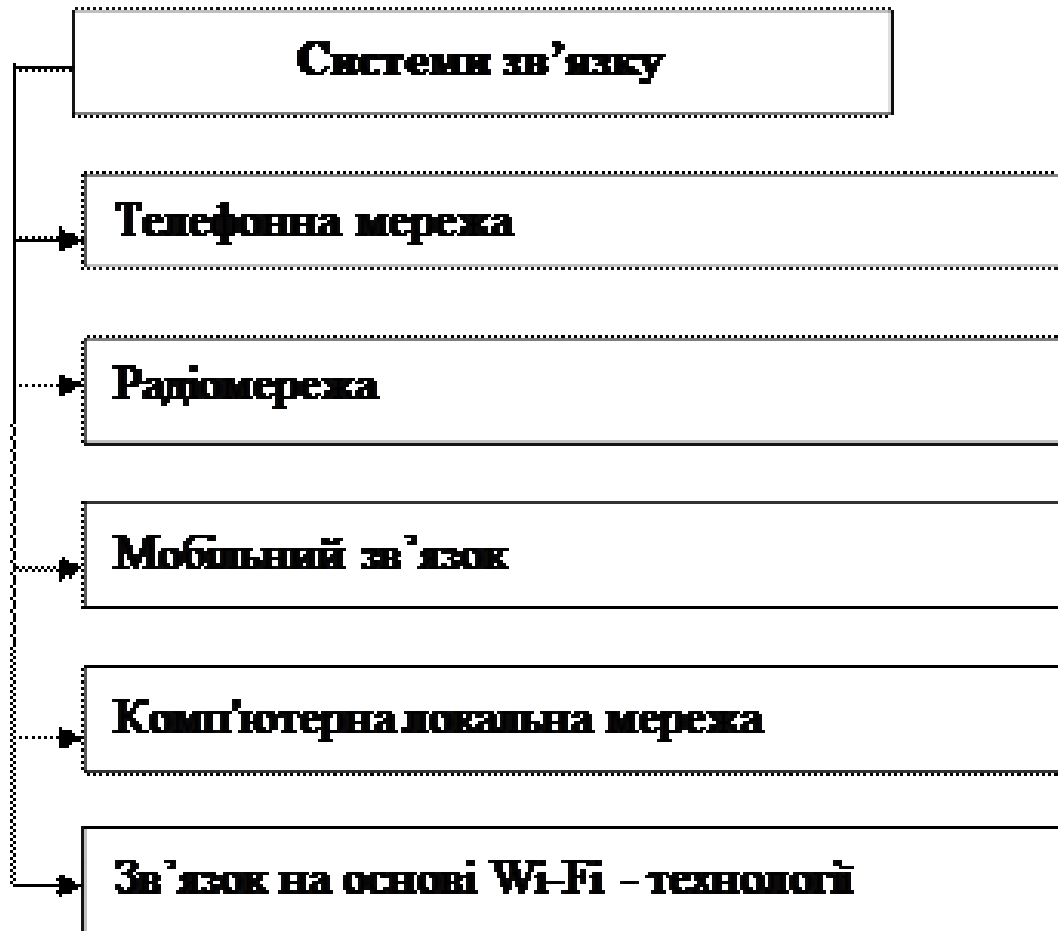 Системи зв’язку
Телефонна мережа
Радіомережа
Мобільний зв’язок
Комп'ютерна локальна мережа
Зв’язок на основі Wi-Fi - технології